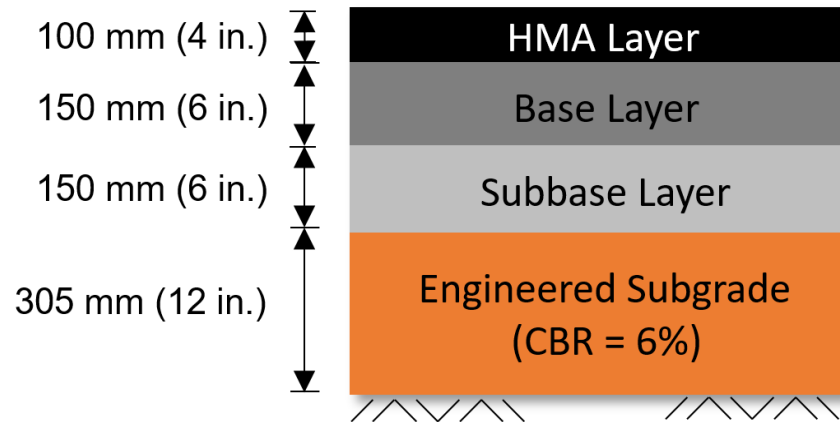 100 mm (4 in.)
HMA Layer
150 mm (6 in.)
Base Layer
150 mm (6 in.)
Subbase Layer
305 mm (12 in.)
Engineered Subgrade
(CBR = 6%)